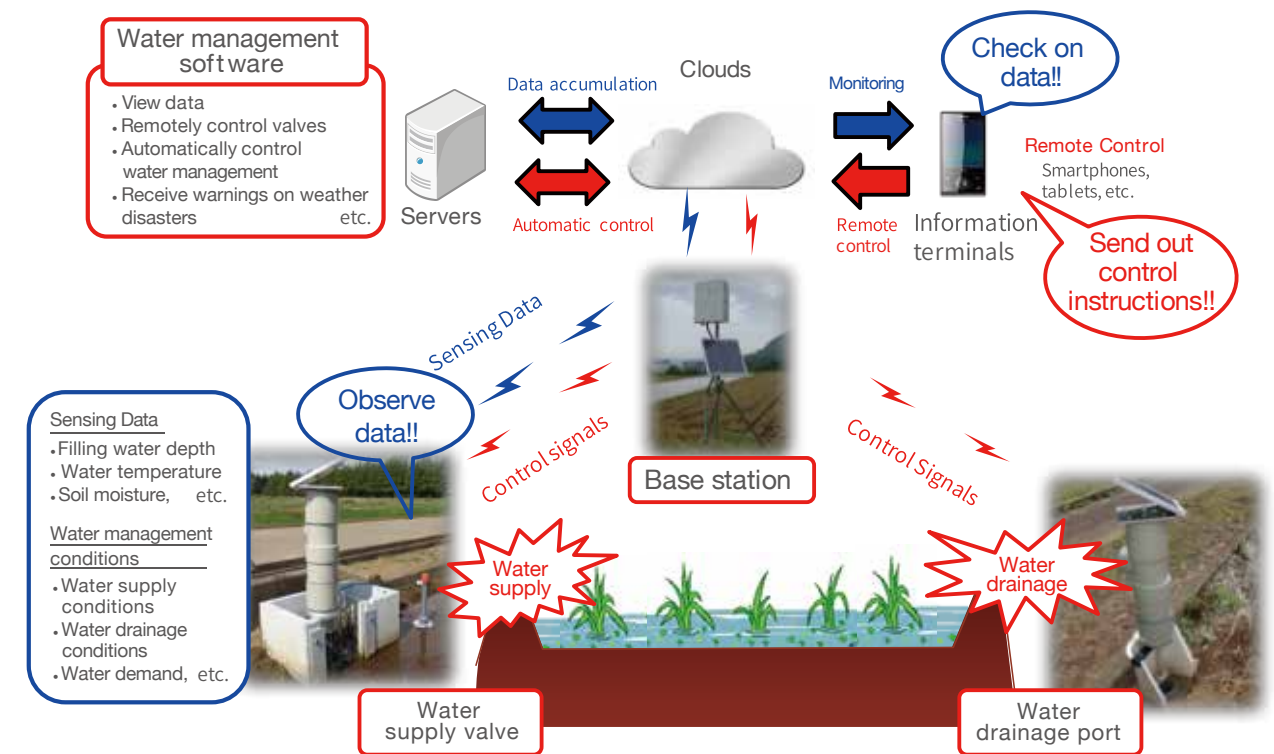 Water management
software
• View data
• Remotely control valves
• Automatically control
water management
• Receive warnings on weather
disasters etc.
Servers
Data accumulation
Automatic control
Clouds
Monitoring
Remote
control
Check on
data!!
Remote Control
Smartphones,
tablets, etc.
Information
terminals
Send out
control
instructions!!
Sensing Data
Control signals
Control Signals
Base station
Observe
data!!
Sensing Data
• Filling water depth
• Water temperature
• Soil moisture, etc.
Water management
conditions
• Water supply
conditions
• Water drainage
conditions
• Water demand, etc.
Water
supply
Water
drainage
Water
supply valve
Water
drainage port